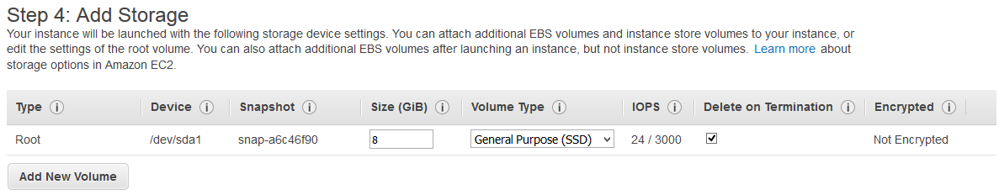 Step 4: Add Storage
Your instance will be launched with the following storage device settings. You can attach additional EBS volumes and instance store volumes to your instance, or
edit the settings of the root volume. You can also attach additional EBS volumes after launching an instance, but not instance store volumes. Learn more about
storage options in Amazon EC2.
Type i Device i Snapshot i Size (GiB) i Volume Type i IOPS i Delete on Termination i Encrypted i
Root /dev/sda1 snap-a6c46f90 8 General Purpose (SSD) 24 / 3000 Not Encrypted
Add New Volume